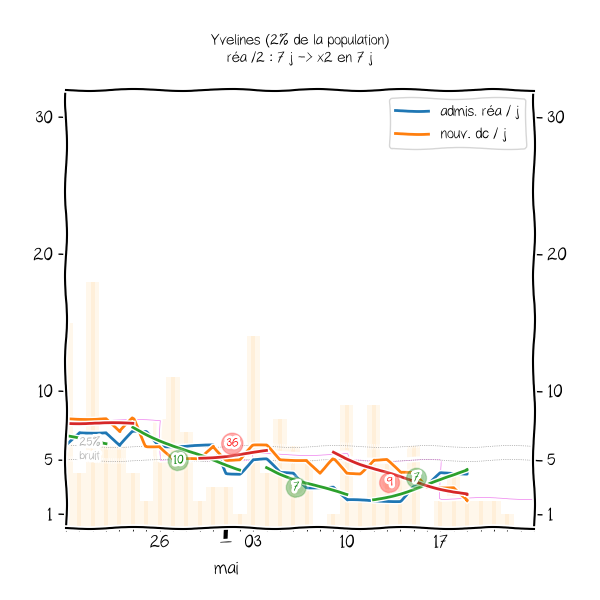 Yvelines (2% de la population)
réa /2 : 7 j -> x2 en 7 j
admis. réa / j
nouv. dc / j
30 30
20 20
10 10
5 5
1 1
25%
bruit
10
36
7
9
7
26 03 10 17
mai